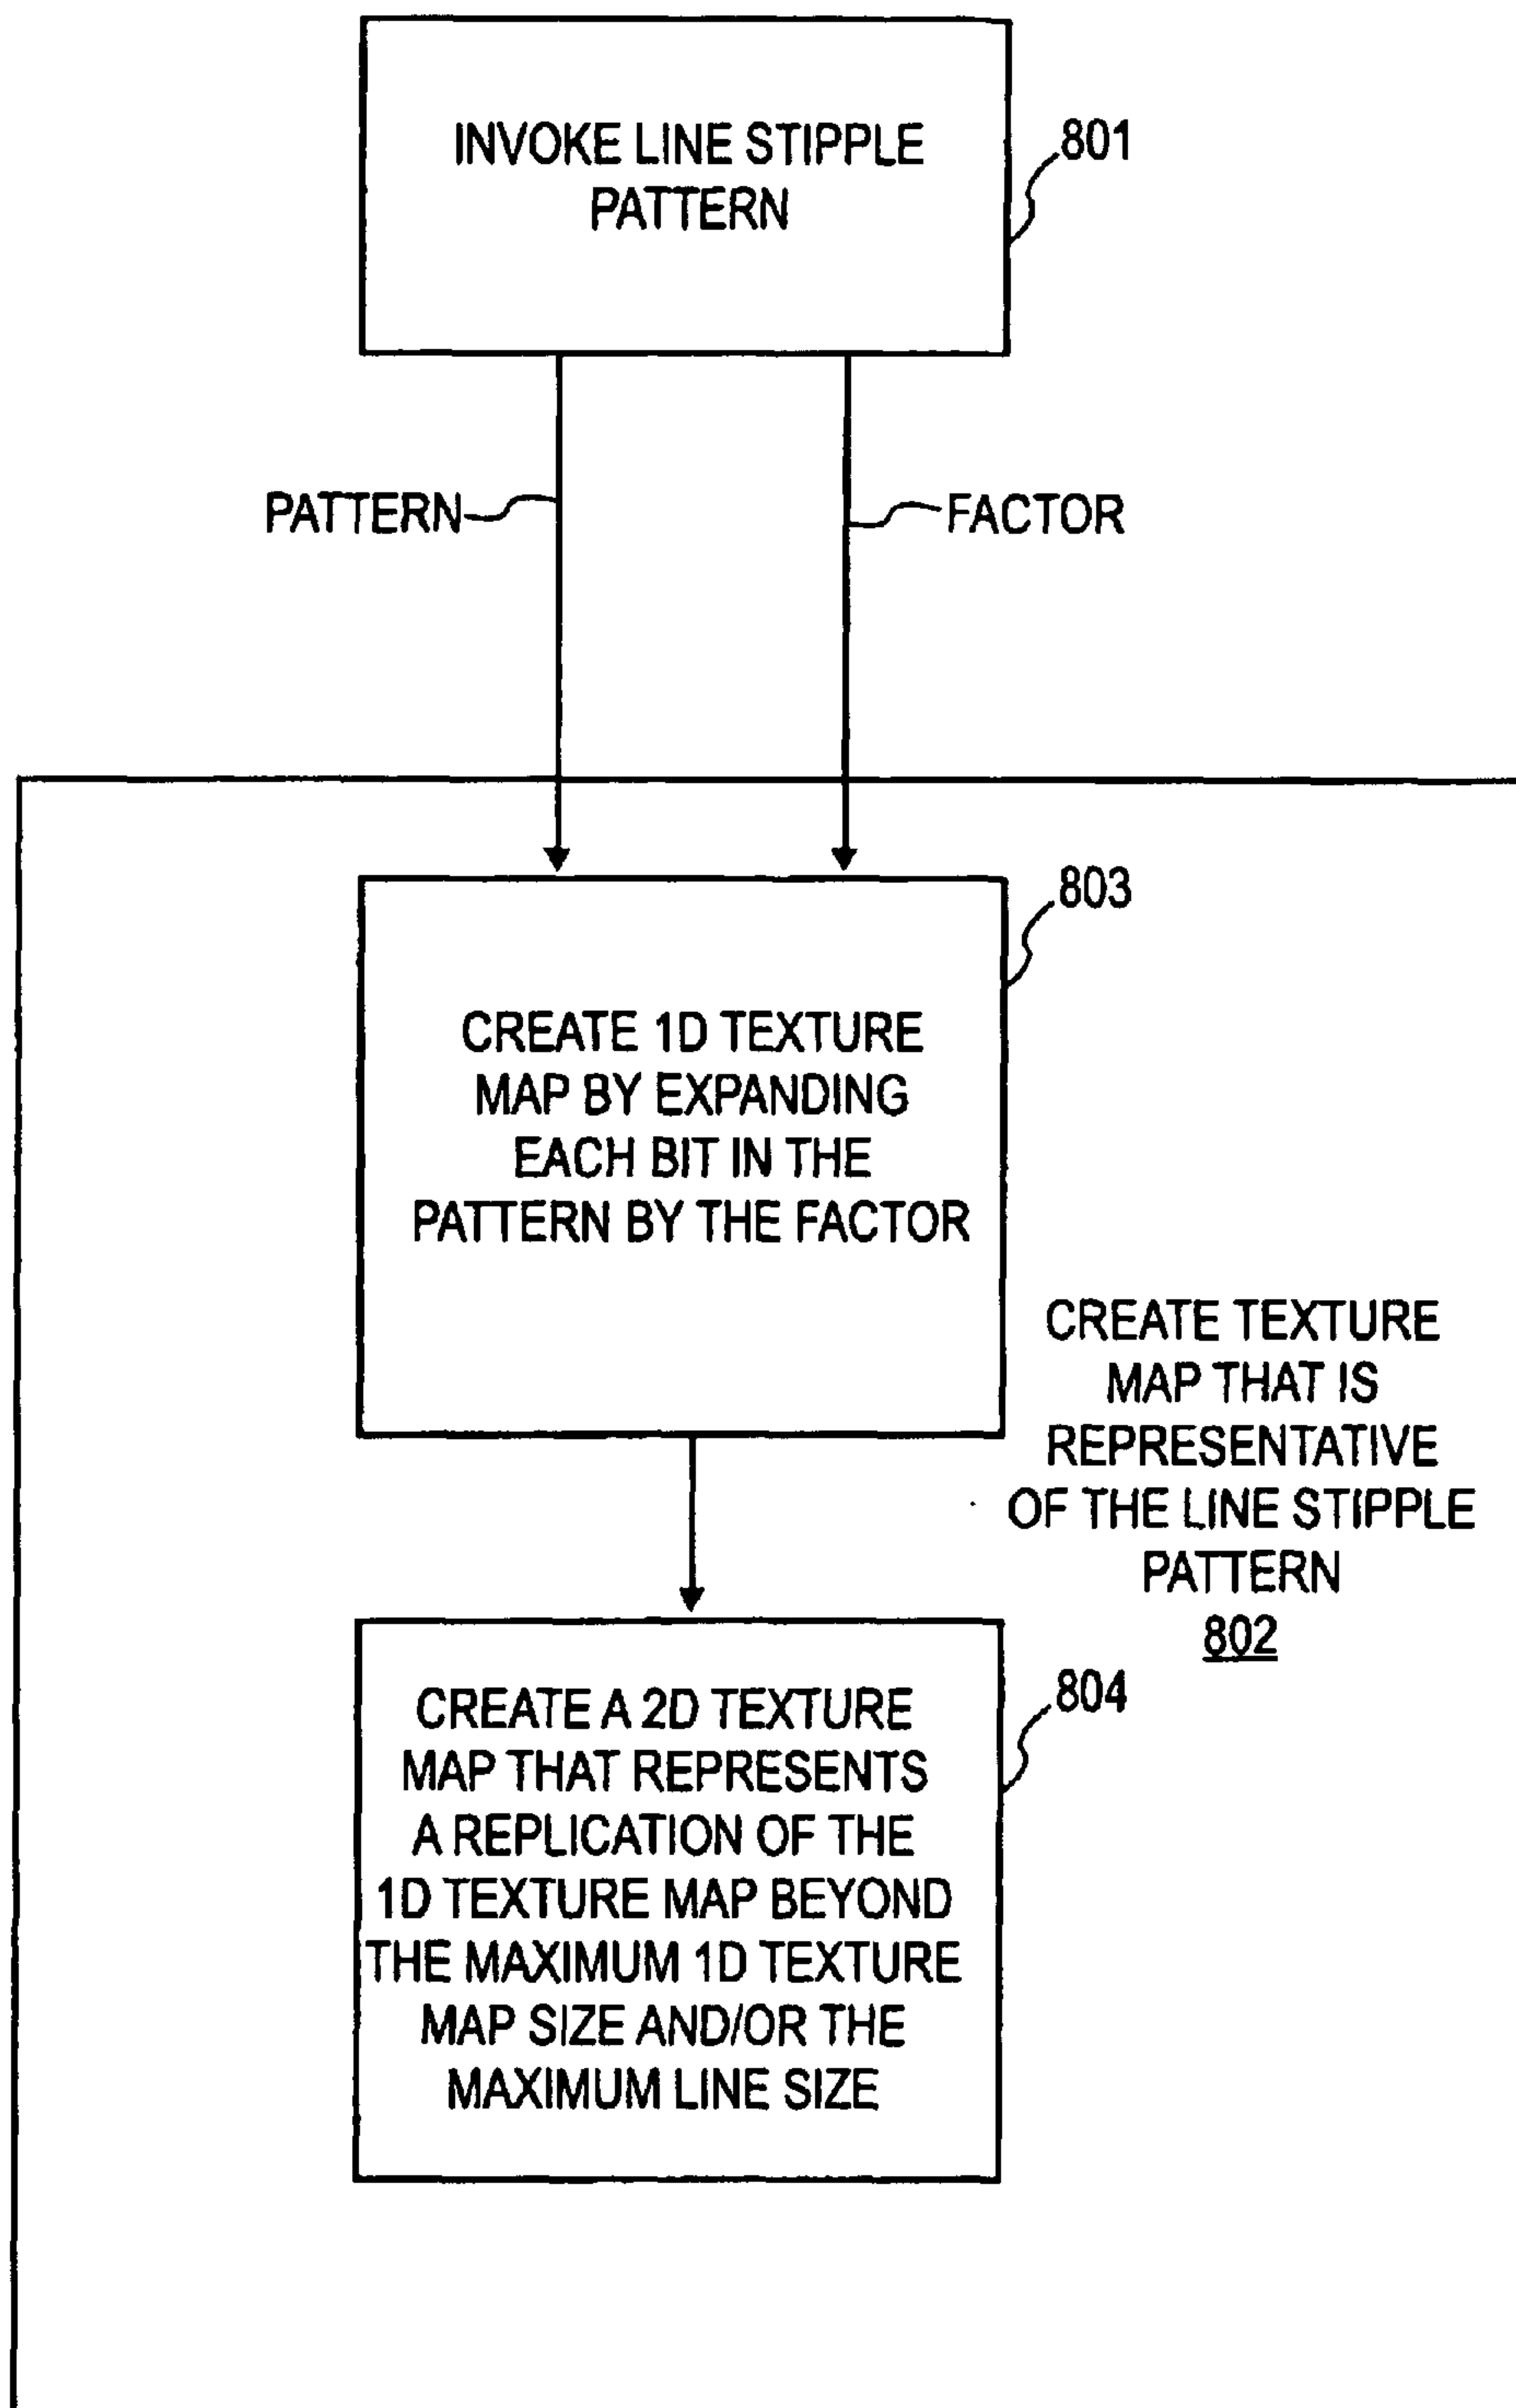 INVOKE LINE STIPPLE
PATTERN
801
PATTERN
FACTOR
803
CREATE 1D TEXTURE
MAP BY EXPANDING
EACH BIT IN THE
PATTERN BY THE FACTOR
CREATE TEXTURE
MAP THAT IS
REPRESENTATIVE
OF THE LINE STIPPLE
PATTERN
802
804
CREATE A 2D TEXTURE
MAP THAT REPRESENTS
A REPLICATION OF THE
1D TEXTURE MAP BEYOND
THE MAXIMUM 1D TEXTURE
MAP SIZE AND/OR THE
MAXIMUM LINE SIZE